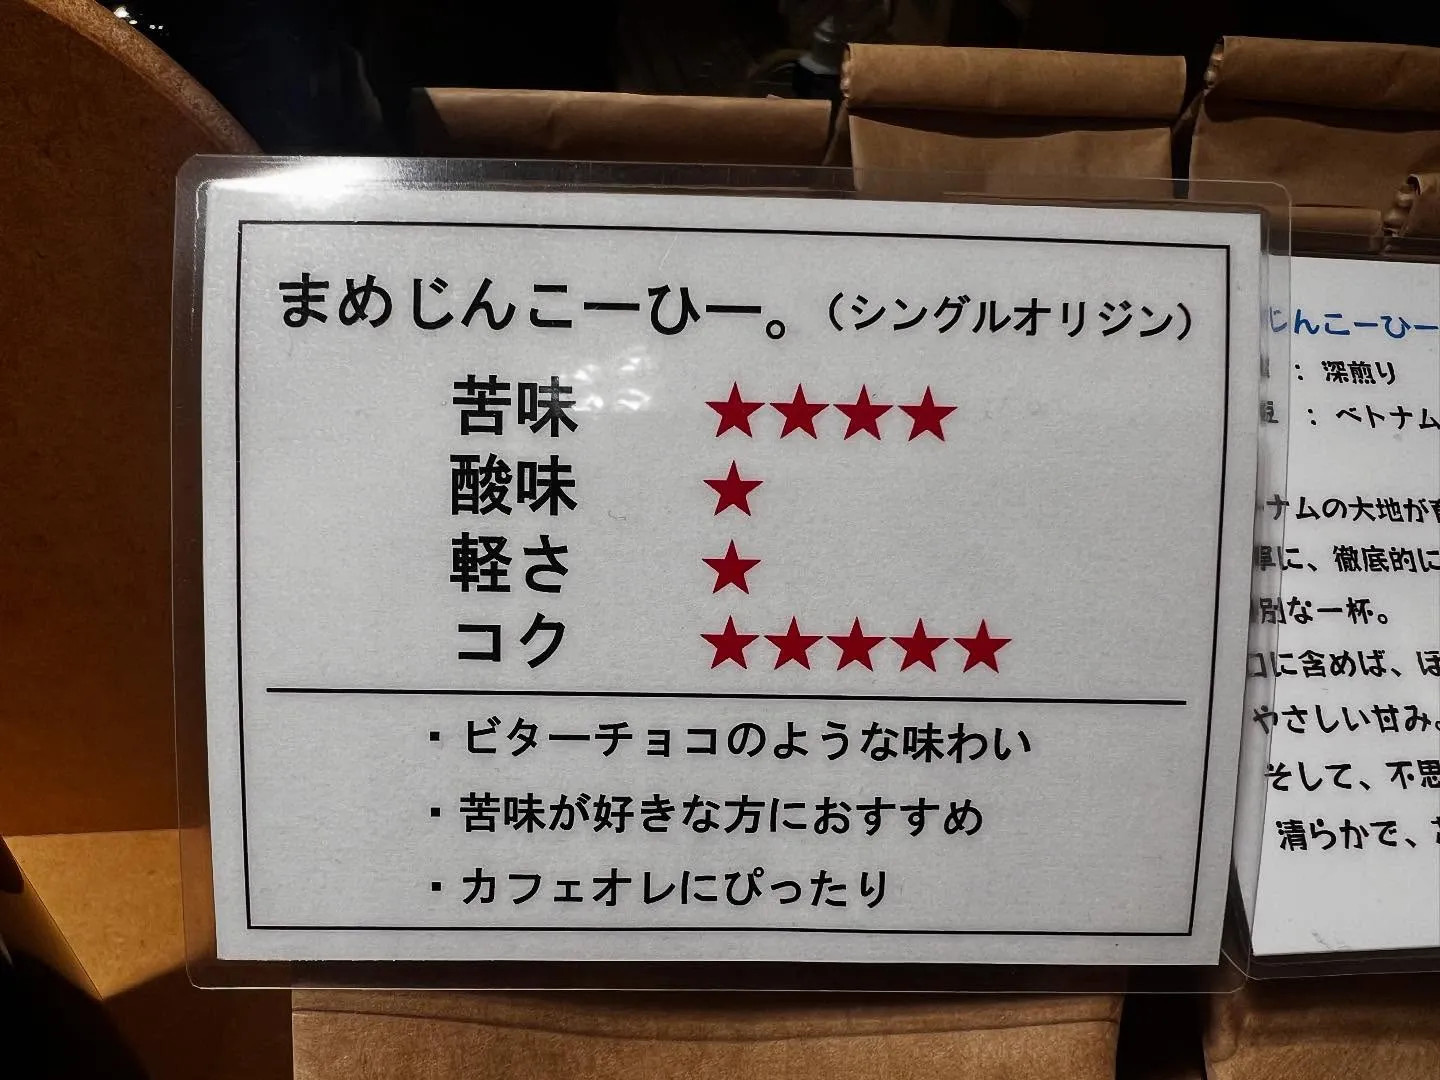 まめじんこーひー。（シングルオリジン）
苦味 ★★★★
酸味 ★
軽さ ★
コク ★★★★★
・ビターチョコのような味わい
・苦味が好きな方におすすめ
・カフェオレにぴったり
じんこーひー
：深煎り
：ベトナム
ナムの大地が
に、徹底的に
別な一杯。
口に含めば、ほ
やさしい甘み。
そして、不思
清らかで、